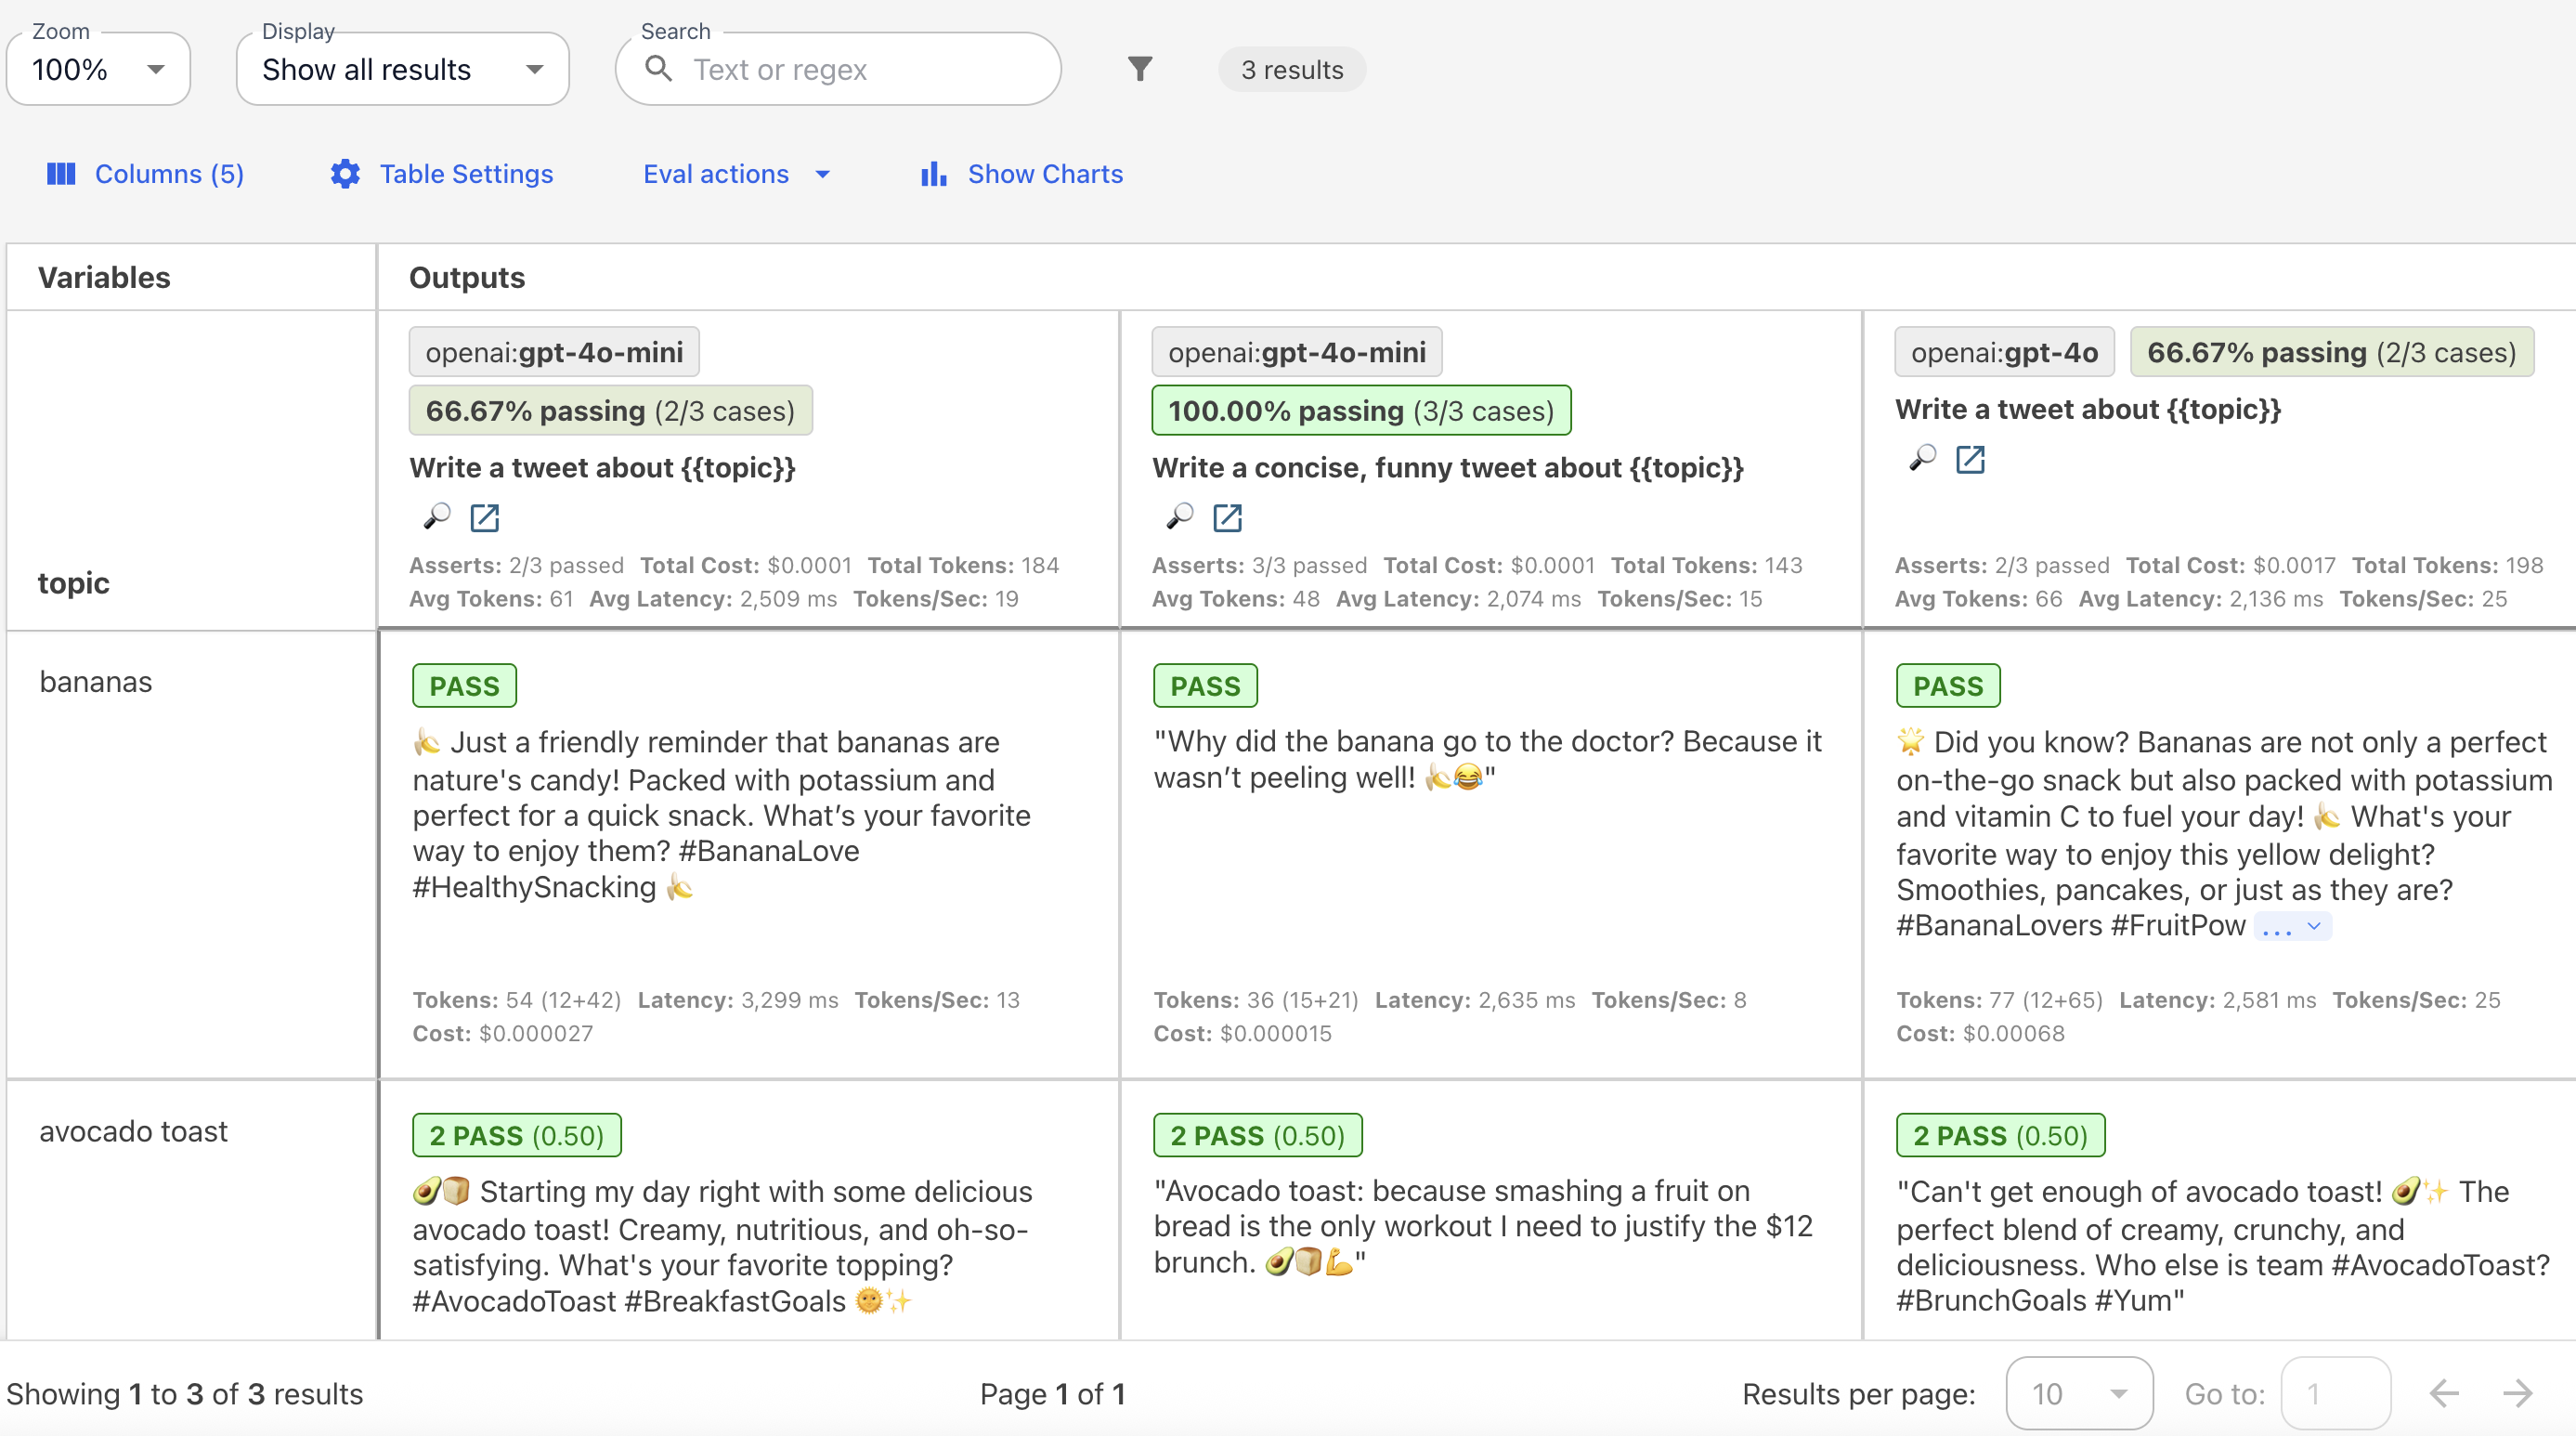 Zoom
100%
Display
Show all results
Search
Text or regex
3 results
Columns (5)
Table Settings
Eval actions
Show Charts
Variables
Outputs
topic
openai:gpt-4o-mini
66.67% passing (2/3 cases)
Write a tweet about {{topic}}
Asserts: 2/3 passed Total Cost: $0.0001 Total Tokens: 184
Avg Tokens: 61 Avg Latency: 2,509 ms Tokens/Sec: 19
openai:gpt-4o-mini
100.00% passing (3/3 cases)
Write a concise, funny tweet about {{topic}}
Asserts: 3/3 passed Total Cost: $0.0001 Total Tokens: 143
Avg Tokens: 48 Avg Latency: 2,074 ms Tokens/Sec: 15
openai:gpt-4o 66.67% passing (2/3 cases)
Write a tweet about {{topic}}
Asserts: 2/3 passed Total Cost: $0.0017 Total Tokens: 198
Avg Tokens: 66 Avg Latency: 2,136 ms Tokens/Sec: 25
bananas
PASS
🍌 Just a friendly reminder that bananas are
nature's candy! Packed with potassium and
perfect for a quick snack. What’s your favorite
way to enjoy them? #BananaLove
#HealthySnacking 🍌
Tokens: 54 (12+42) Latency: 3,299 ms Tokens/Sec: 13
Cost: $0.000027
PASS
"Why did the banana go to the doctor? Because it
wasn’t peeling well! 🍌😂"
Tokens: 36 (15+21) Latency: 2,635 ms Tokens/Sec: 8
Cost: $0.000015
PASS
🌟 Did you know? Bananas are not only a perfect
on-the-go snack but also packed with potassium
and vitamin C to fuel your day! 🍌 What's your
favorite way to enjoy this yellow delight?
Smoothies, pancakes, or just as they are?
#BananaLovers #FruitPow ...
Tokens: 77 (12+65) Latency: 2,581 ms Tokens/Sec: 25
Cost: $0.00068
avocado toast
2 PASS (0.50)
🥑🍞 Starting my day right with some delicious
avocado toast! Creamy, nutritious, and oh-so-
satisfying. What's your favorite topping?
#AvocadoToast #BreakfastGoals 🌞✨
2 PASS (0.50)
"Avocado toast: because smashing a fruit on
bread is the only workout I need to justify the $12
brunch. 🥑🍞💪"
2 PASS (0.50)
"Can't get enough of avocado toast! 🥑✨ The
perfect blend of creamy, crunchy, and
deliciousness. Who else is team #AvocadoToast?
#BrunchGoals #Yum"
Showing 1 to 3 of 3 results
Page 1 of 1
Results per page: 10
Go to: 1